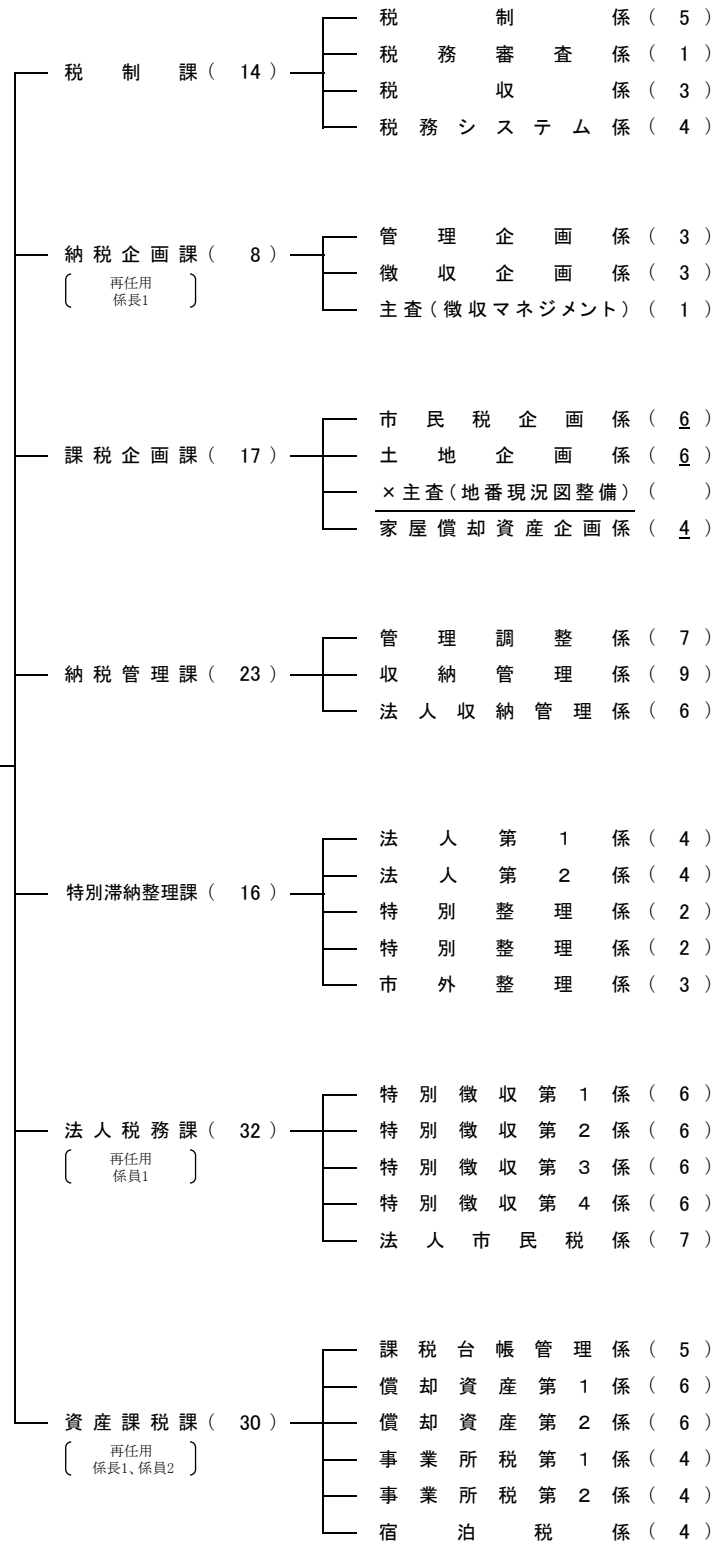 税制課（14）
税制係（5）
税務審査係（1）
税収係（3）
税務システム係（4）
納税企画課（8）
再任用
係長1
管理企画係（3）
徴収企画係（3）
主査（徴収マネジメント）（1）
課税企画課（17）
市民税企画係（6）
土地企画係（6）
×主査（地番現況図整備）（　）
家屋償却資産企画係（4）
納税管理課（23）
管理調整係（7）
収納管理係（9）
法人収納管理係（6）
特別滞納整理課（16）
法人第1係（4）
法人第2係（4）
特別整理係（2）
特別整理係（2）
市外整理係（3）
法人税務課（32）
再任用
係員1
特別徴収第1係（6）
特別徴収第2係（6）
特別徴収第3係（6）
特別徴収第4係（6）
法人市民税係（7）
資産課税課（30）
再任用
係長1、係員2
課税台帳管理係（5）
償却資産第1係（6）
償却資産第2係（6）
事業所税第1係（4）
事業所税第2係（4）
宿泊税係（4）